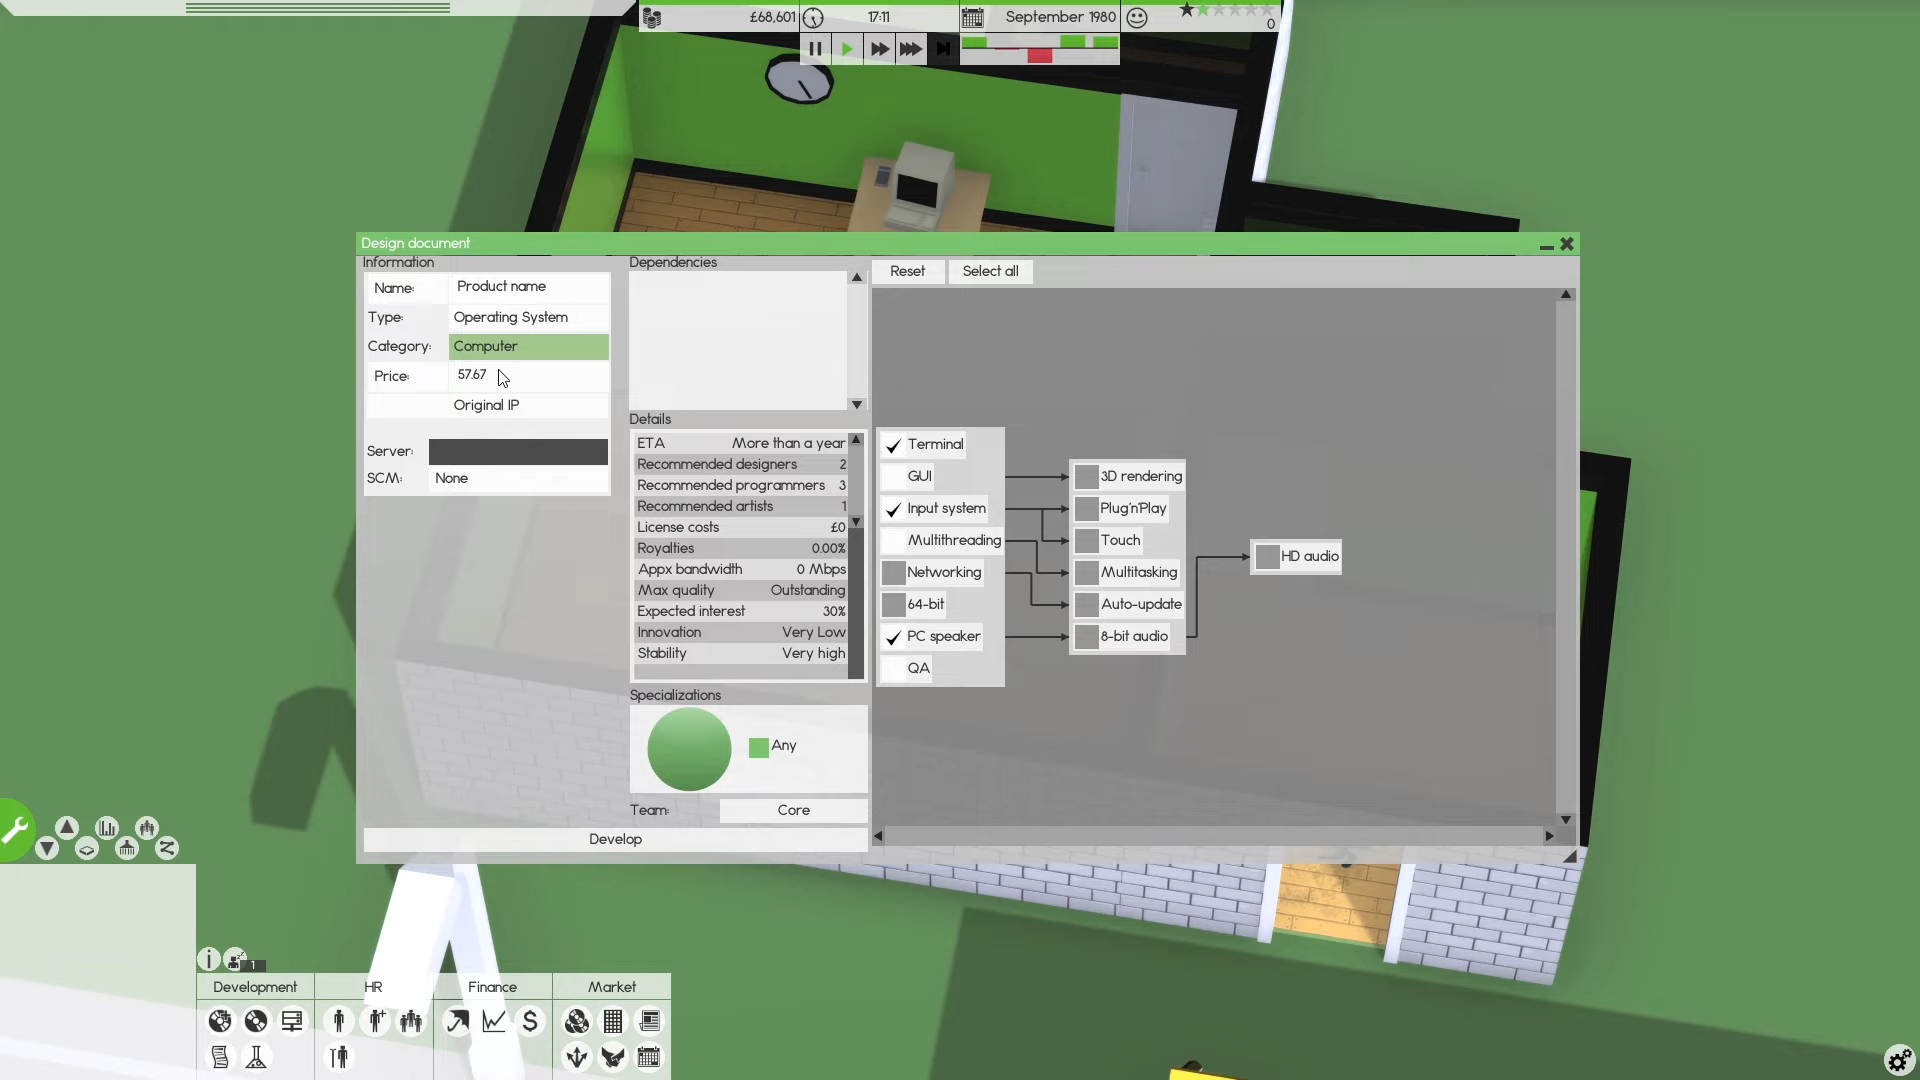 £68,601
17:11
September 1980
0
Design document
Information
Name: Product name
Type: Operating System
Category: Computer
Price: 57.67
Original IP
Server:
SCM: None
Dependencies
Details
ETA More than a year
Recommended designers 2
Recommended programmers 3
Recommended artists 1
License costs £0
Royalties 0.00%
Appx bandwidth 0 Mbps
Max quality Outstanding
Expected interest 30%
Innovation Very Low
Stability Very high
Specializations
Any
Team: Core
Develop
Reset Select all
Terminal
GUI
Input system
Multithreading
Networking
64-bit
PC speaker
QA
3D rendering
Plug'n'Play
Touch
Multitasking
Auto-update
8-bit audio
HD audio
1
Development HR Finance Market